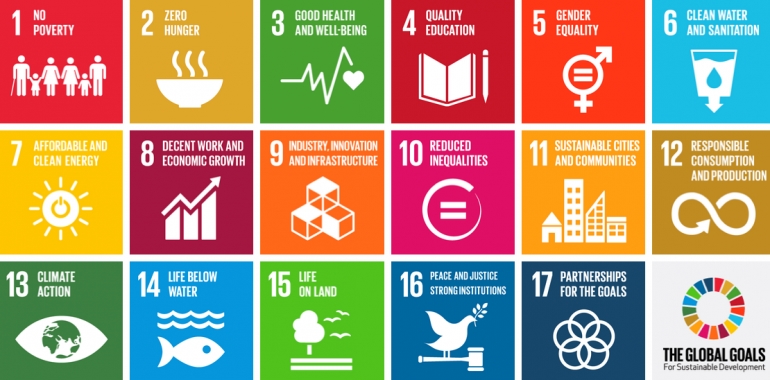 1 NO
POVERTY
2 ZERO
HUNGER
3 GOOD HEALTH
AND WELL-BEING
4 QUALITY
EDUCATION
5 GENDER
EQUALITY
6 CLEAN WATER
AND SANITATION
7 AFFORDABLE AND
CLEAN ENERGY
8 DECENT WORK AND
ECONOMIC GROWTH
9 INDUSTRY, INNOVATION
AND INFRASTRUCTURE
10 REDUCED
INEQUALITIES
11 SUSTAINABLE CITIES
AND COMMUNITIES
12 RESPONSIBLE
CONSUMPTION
AND PRODUCTION
13 CLIMATE
ACTION
14 LIFE BELOW
WATER
15 LIFE
ON LAND
16 PEACE AND JUSTICE
STRONG INSTITUTIONS
17 PARTNERSHIPS
FOR THE GOALS
THE GLOBAL GOALS
For Sustainable Development